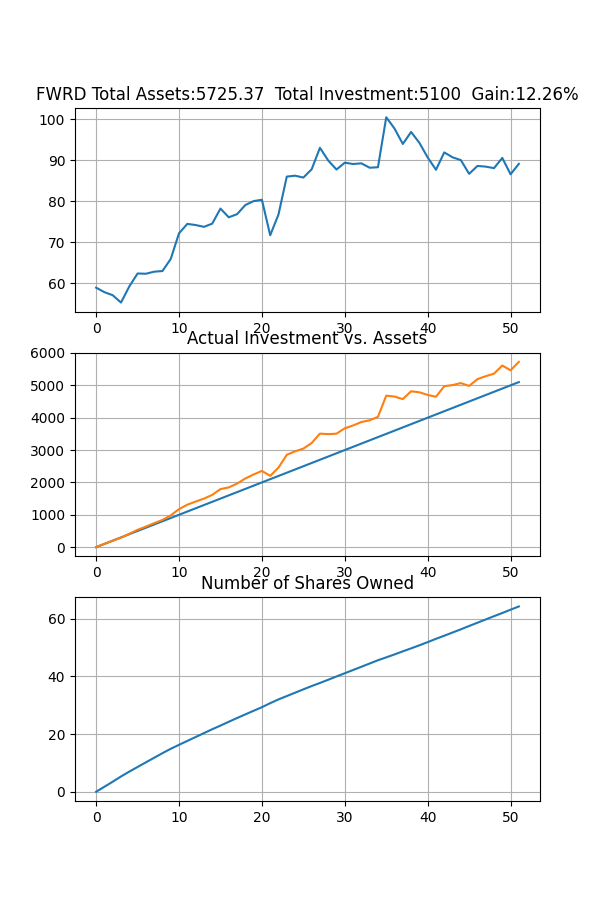 FWRD Total Assets:5725.37  Total Investment:5100  Gain:12.26%
100
90
80
70
60
0 10 20 30 40 50
Actual Investment vs. Assets
6000
5000
4000
3000
2000
1000
0
0 10 20 30 40 50
Number of Shares Owned
60
40
20
0
0 10 20 30 40 50